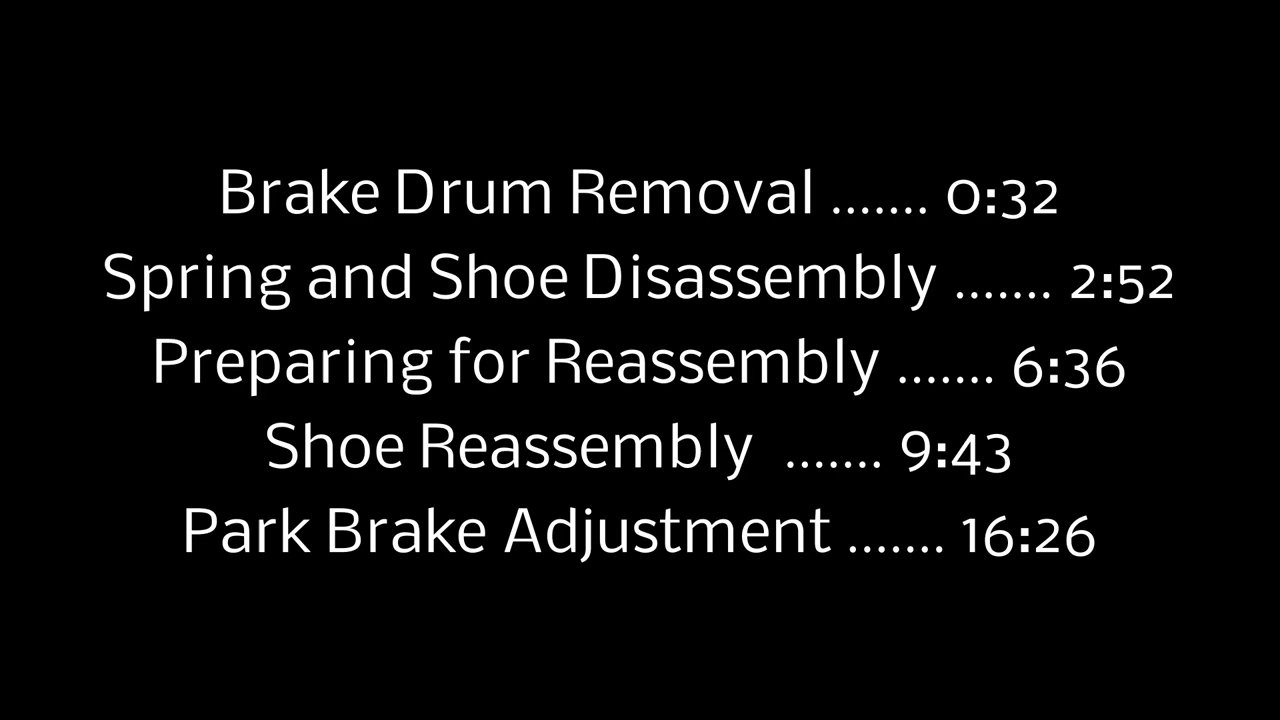 Brake Drum Removal ....... 0:32
Spring and Shoe Disassembly ....... 2:52
Preparing for Reassembly ....... 6:36
Shoe Reassembly ....... 9:43
Park Brake Adjustment ....... 16:26